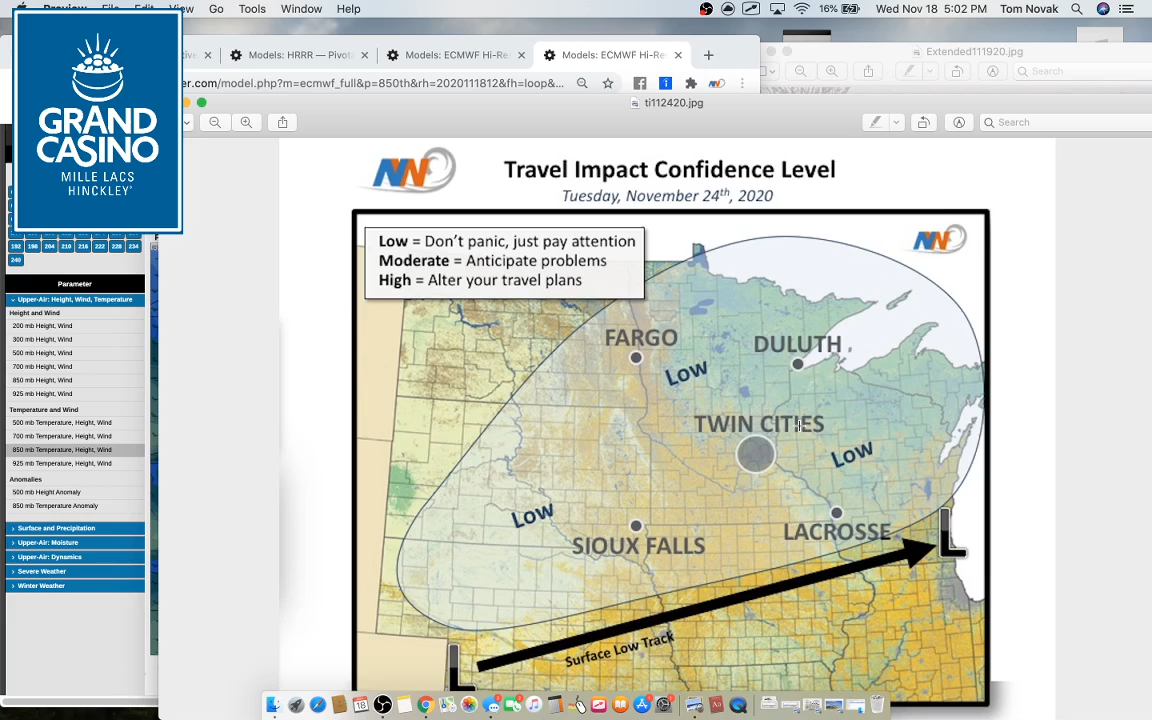 Preview File Edit View Go Tools Window Help
16% Wed Nov 18 5:02 PM Tom Novak
Models: HRRR — Pivota
Models: ECMWF Hi-Re
Models: ECMWF Hi-Re
Extended111920.jpg
Search
er.com/model.php?m=ecmwf_full&p=850th&rh=2020111812&fh=loop&...
ti112420.jpg
Search
GRAND
CASINO
MILLE LACS
HINCKLEY
192 198 204 210 216 222 228 234
240
Parameter
Upper-Air: Height, Wind, Temperature
Height and Wind
200 mb Height, Wind
300 mb Height, Wind
500 mb Height, Wind
700 mb Height, Wind
850 mb Height, Wind
925 mb Height, Wind
Temperature and Wind
500 mb Temperature, Height, Wind
700 mb Temperature, Height, Wind
850 mb Temperature, Height, Wind
925 mb Temperature, Height, Wind
Anomalies
500 mb Height Anomaly
850 mb Temperature Anomaly
Surface and Precipitation
Upper-Air: Moisture
Upper-Air: Dynamics
Severe Weather
Winter Weather
NN
Travel Impact Confidence Level
Tuesday, November 24th, 2020
Low = Don't panic, just pay attention
Moderate = Anticipate problems
High = Alter your travel plans
NN
FARGO
DULUTH
Low
TWIN CITIES
Low
Low
LACROSSE
SIOUX FALLS
L
Surface Low Track
L
18